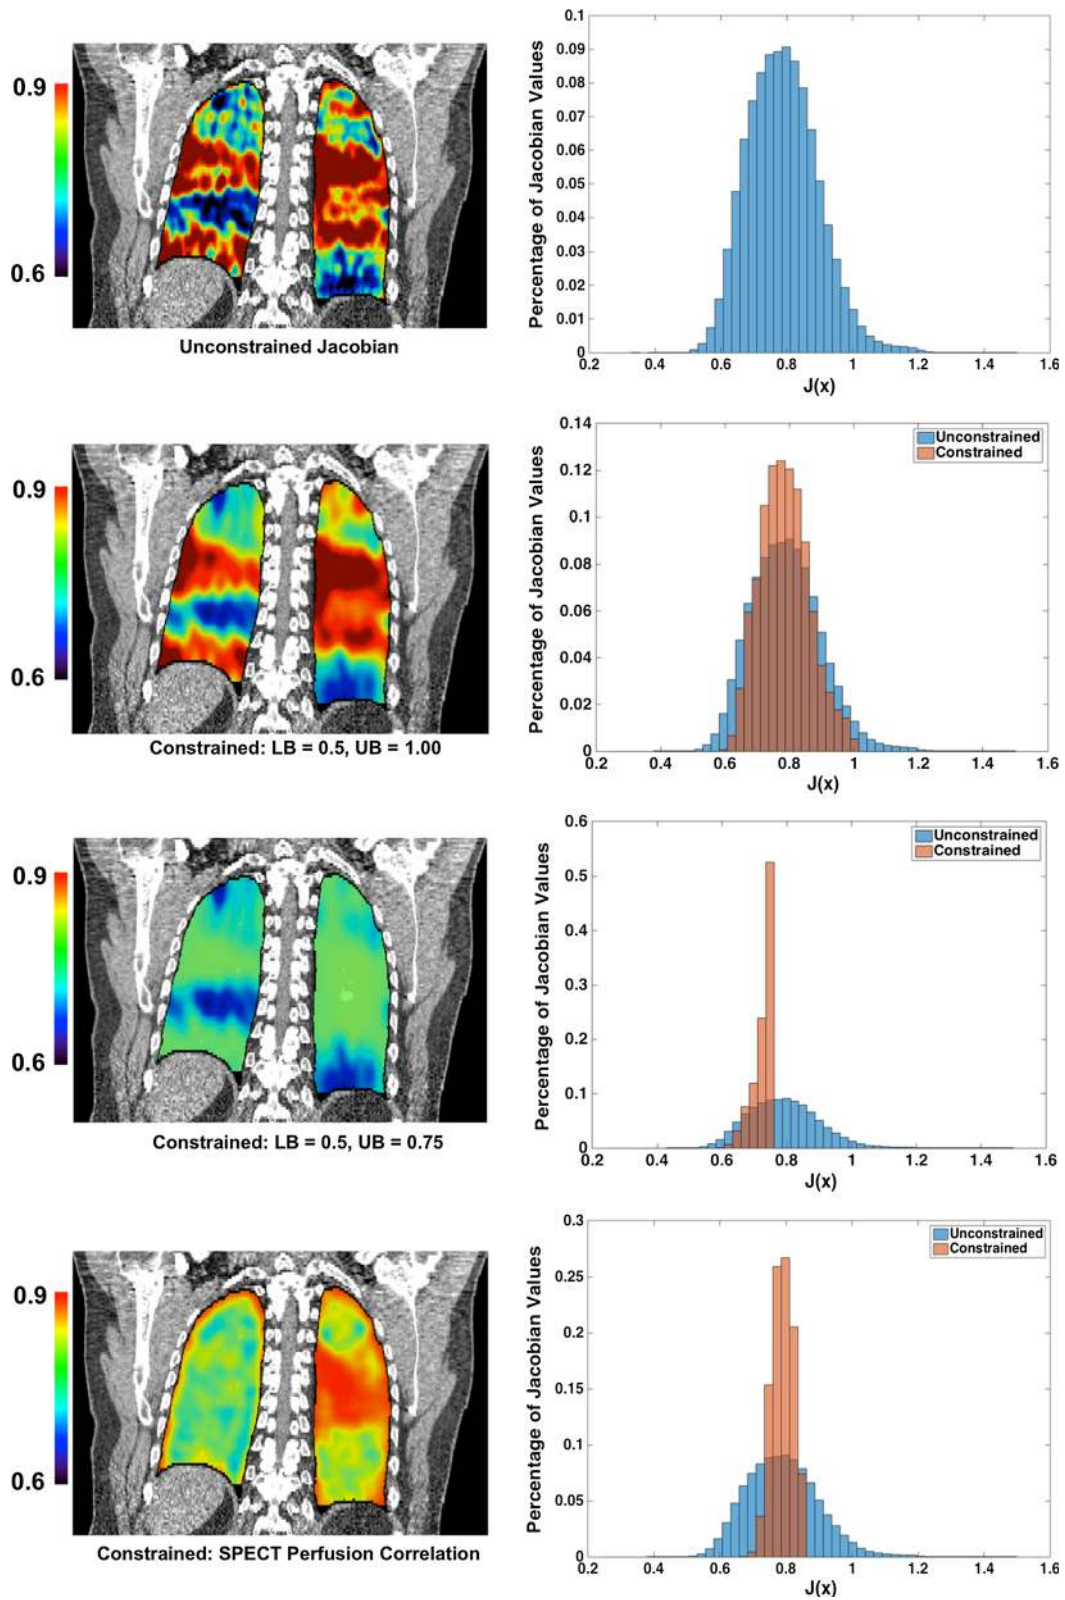 0.9
0.6
Unconstrained Jacobian
Percentage of Jacobian Values
0.1
0.09
0.08
0.07
0.06
0.05
0.04
0.03
0.02
0.01
0
0.2 0.4 0.6 0.8 1 1.2 1.4 1.6
J(x)
0.9
0.6
Constrained: LB = 0.5, UB = 1.00
Percentage of Jacobian Values
0.14
0.12
0.1
0.08
0.06
0.04
0.02
0
Unconstrained
Constrained
0.2 0.4 0.6 0.8 1 1.2 1.4 1.6
J(x)
0.9
0.6
Constrained: LB = 0.5, UB = 0.75
Percentage of Jacobian Values
0.6
0.5
0.4
0.3
0.2
0.1
0
Unconstrained
Constrained
0.2 0.4 0.6 0.8 1 1.2 1.4 1.6
J(x)
0.9
0.6
Constrained: SPECT Perfusion Correlation
Percentage of Jacobian Values
0.3
0.25
0.2
0.15
0.1
0.05
0
Unconstrained
Constrained
0.2 0.4 0.6 0.8 1 1.2 1.4 1.6
J(x)